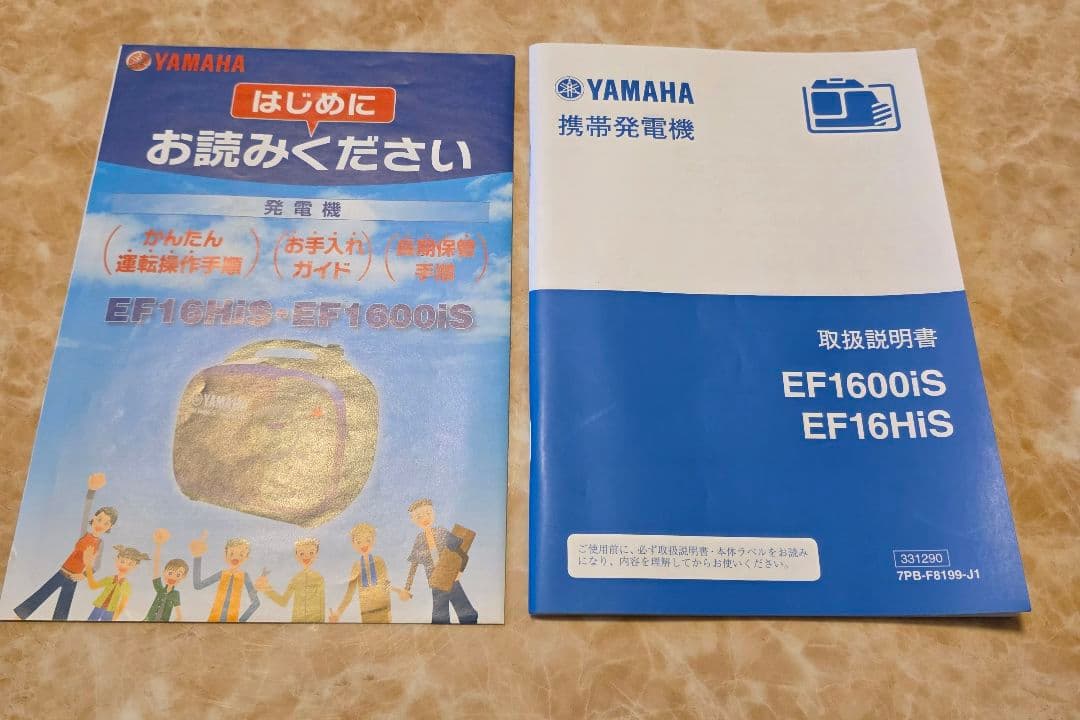 YAMAHA
はじめに
お読みください
発電機
かんたん
運転操作手順
お手入れ
ガイド
長期保管
手順
EF16HiS・EF1600iS
YAMAHA
YAMAHA
携帯発電機
取扱説明書
EF1600iS
EF16HiS
ご使用前に、必ず取扱説明書・本体ラベルをお読み
になり、内容を理解してからお使いください。
331290
7PB-F8199-J1